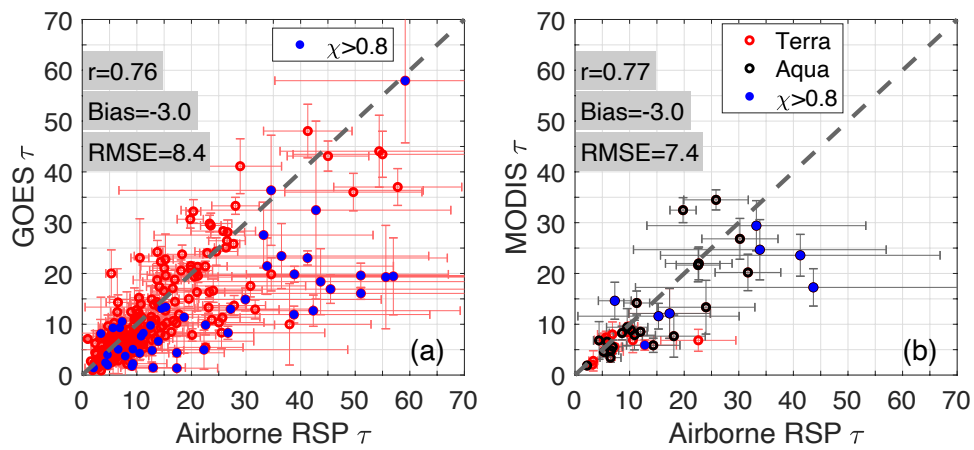 70
60
50
40
30
20
10
0
GOES τ
r=0.76
Bias=-3.0
RMSE=8.4
χ>0.8
(a)
0 10 20 30 40 50 60 70
Airborne RSP τ
70
60
50
40
30
20
10
0
MODIS τ
r=0.77
Bias=-3.0
RMSE=7.4
Terra
Aqua
χ>0.8
(b)
0 10 20 30 40 50 60 70
Airborne RSP τ